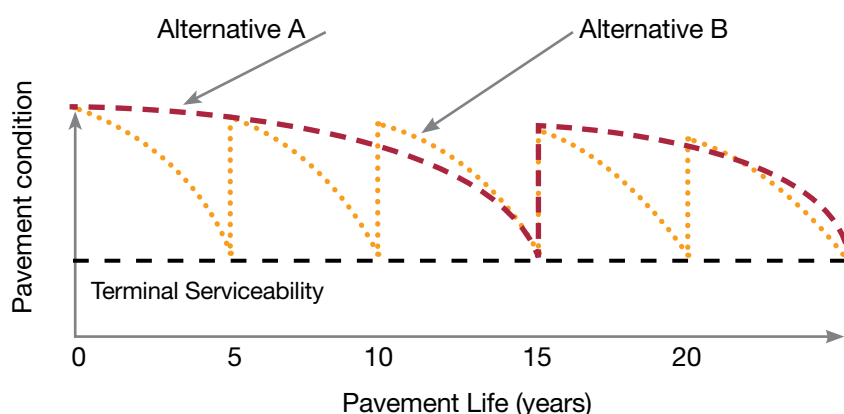 Alternative A
Alternative B
Pavement condition
Terminal Serviceability
0 5 10 15 20
Pavement Life (years)